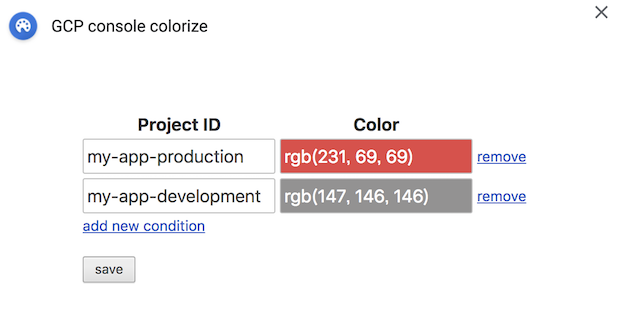 GCP console colorize
Project ID Color
my-app-production rgb(231, 69, 69) remove
my-app-development rgb(147, 146, 146) remove
add new condition
save